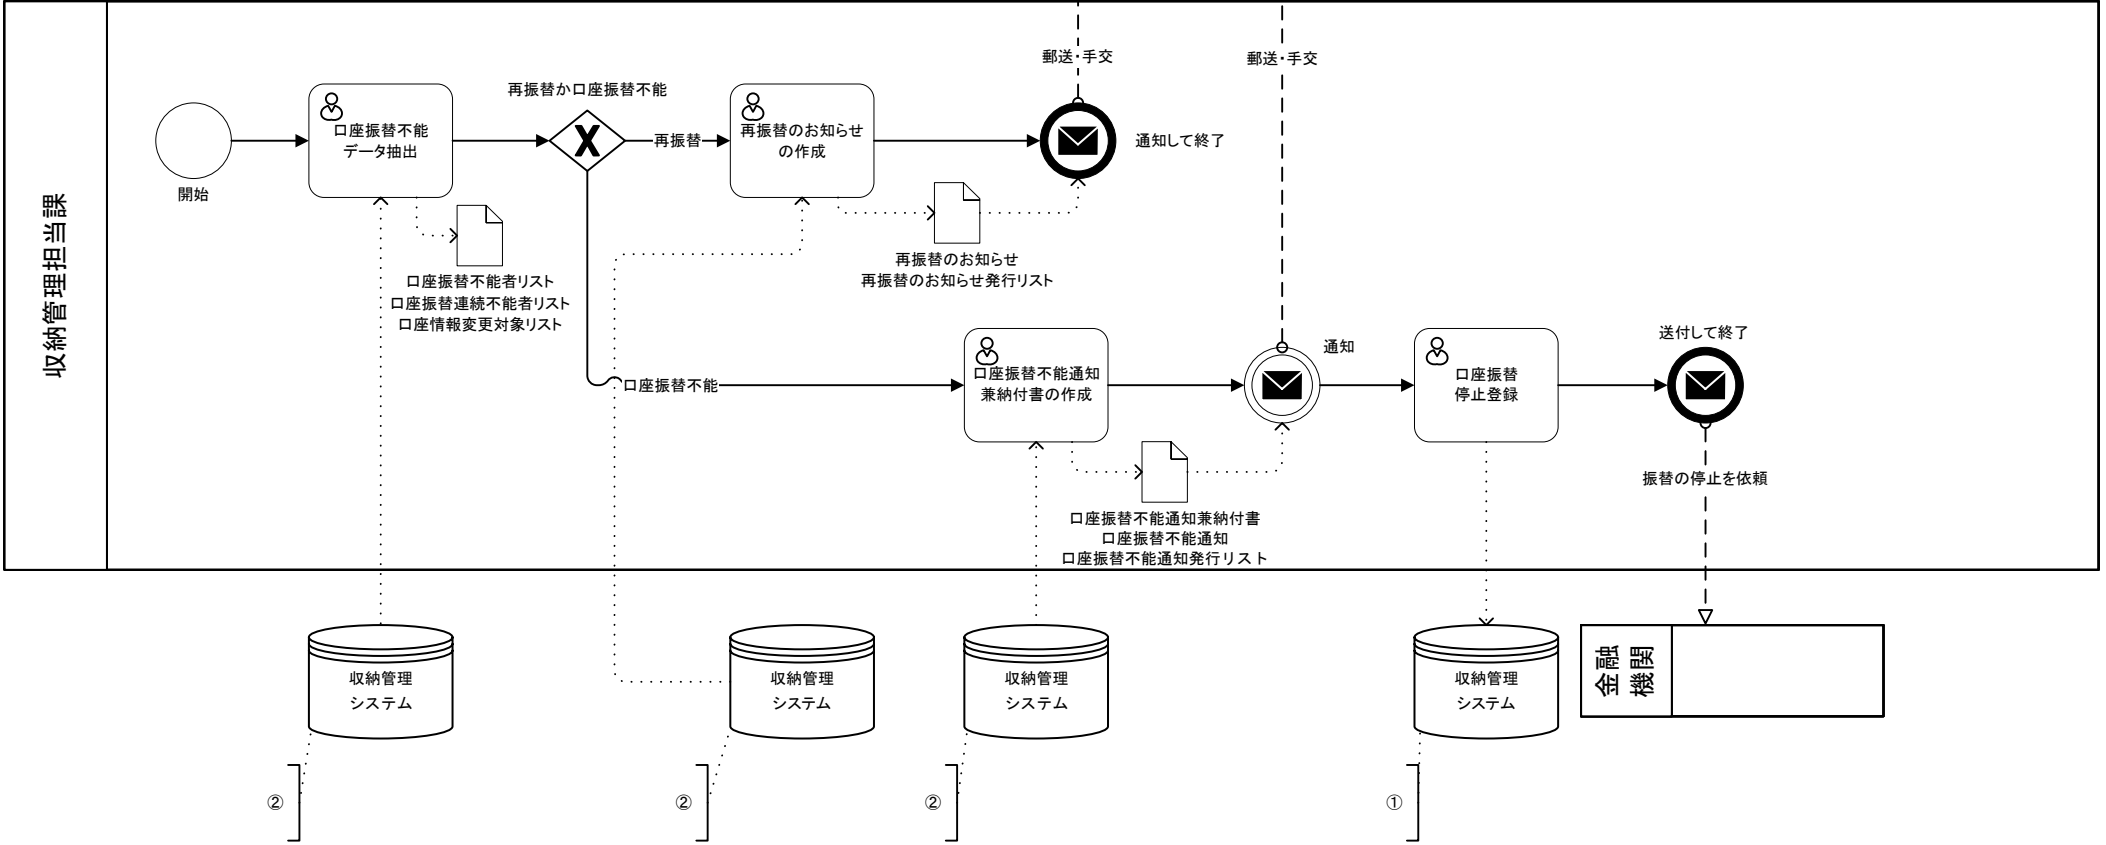 収納管理担当課
郵送・手交
郵送・手交
再振替か口座振替不能
口座振替不能
データ抽出
再振替
再振替のお知らせ
の作成
通知して終了
開始
口座振替不能者リスト
口座振替連続不能者リスト
口座情報変更対象リスト
再振替のお知らせ
再振替のお知らせ発行リスト
口座振替不能
口座振替不能通知
兼納付書の作成
通知
口座振替
停止登録
送付して終了
振替の停止を依頼
口座振替不能通知兼納付書
口座振替不能通知
口座振替不能通知発行リスト
収納管理
システム
収納管理
システム
収納管理
システム
収納管理
システム
金融
機関
②
②
②
①